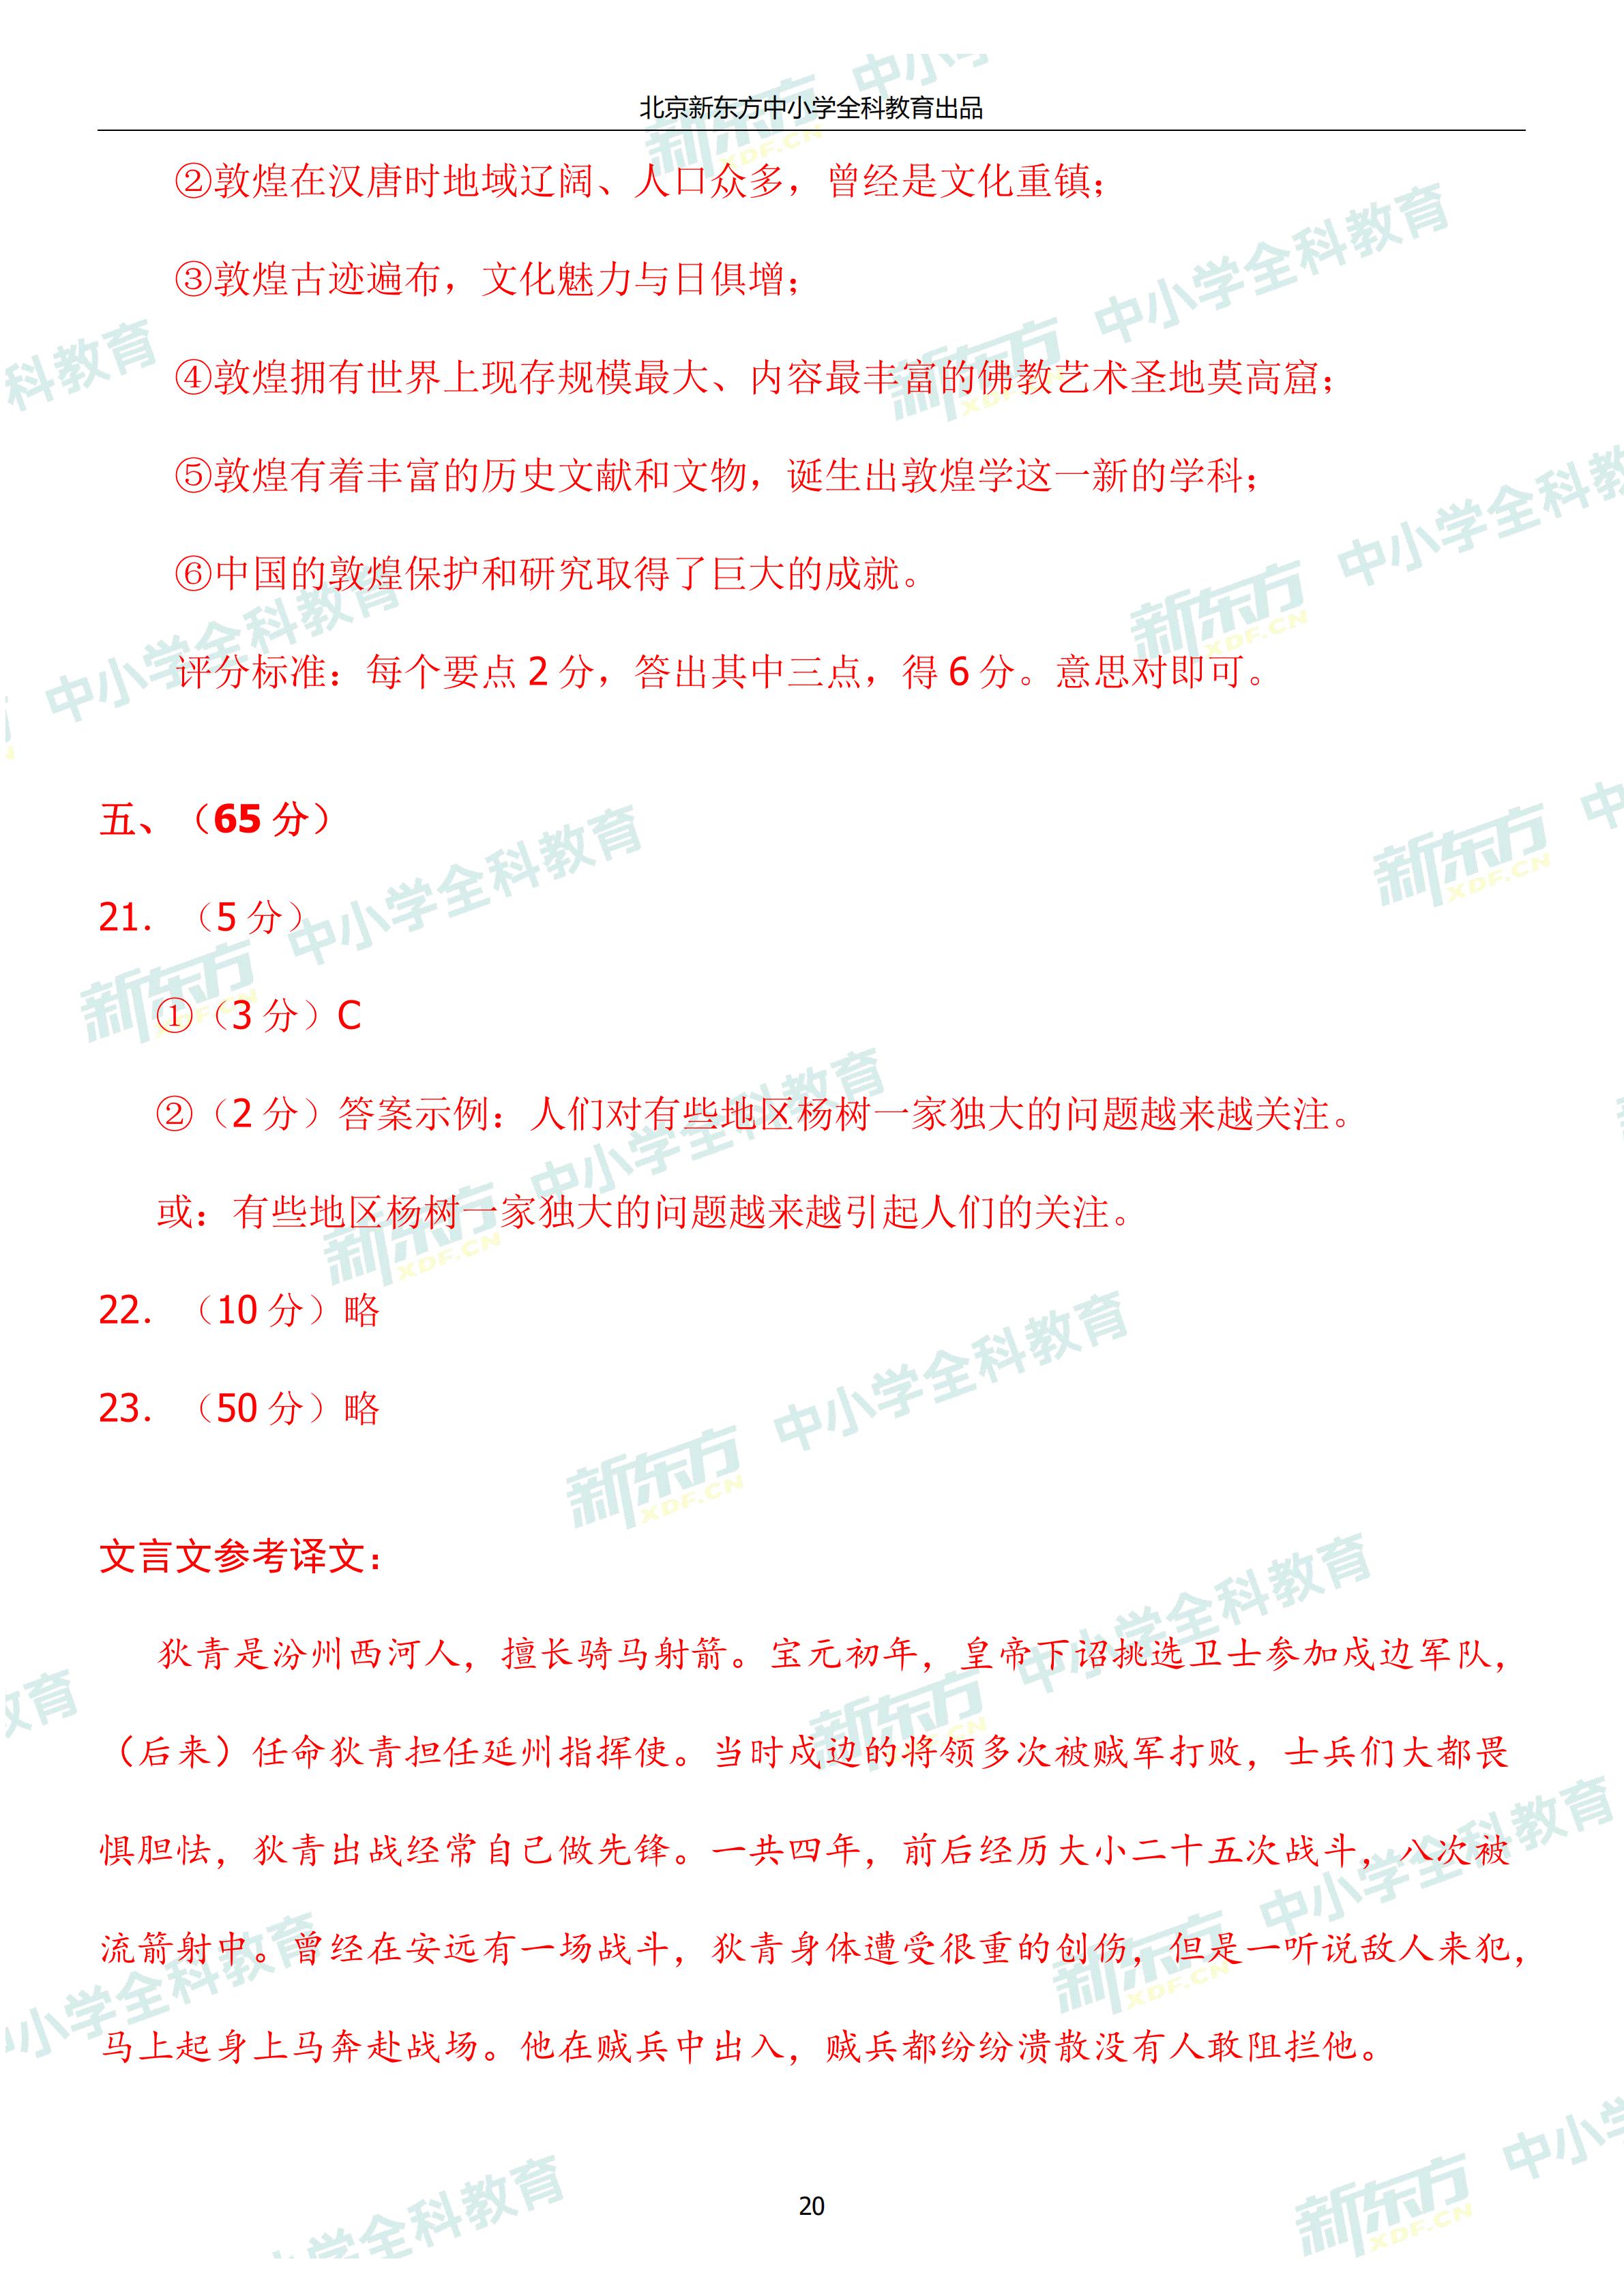 北京新东方中小学全科教育出品
②敦煌在汉唐时地域辽阔、人口众多，曾经是文化重镇；
③敦煌古迹遍布，文化魅力与日俱增；
④敦煌拥有世界上现存规模最大、内容最丰富的佛教艺术圣地莫高窟；
⑤敦煌有着丰富的历史文献和文物，诞生出敦煌学这一新的学科；
⑥中国的敦煌保护和研究取得了巨大的成就。
评分标准：每个要点 2 分，答出其中三点，得 6 分。意思对即可。
五、（65 分）
21．（5 分）
①（3 分）C
②（2 分）答案示例：人们对有些地区杨树一家独大的问题越来越关注。
或：有些地区杨树一家独大的问题越来越引起人们的关注。
22．（10 分）略
23．（50 分）略
文言文参考译文：
狄青是汾州西河人，擅长骑马射箭。宝元初年，皇帝下诏挑选卫士参加戍边军队，
（后来）任命狄青担任延州指挥使。当时戍边的将领多次被贼军打败，士兵们大都畏
惧胆怯，狄青出战经常自己做先锋。一共四年，前后经历大小二十五次战斗，八次被
流箭射中。曾经在安远有一场战斗，狄青身体遭受很重的创伤，但是一听说敌人来犯，
马上起身上马奔赴战场。他在贼兵中出入，贼兵都纷纷溃散没有人敢阻拦他。
20
新东方 XDF.CN 中小学全科教育